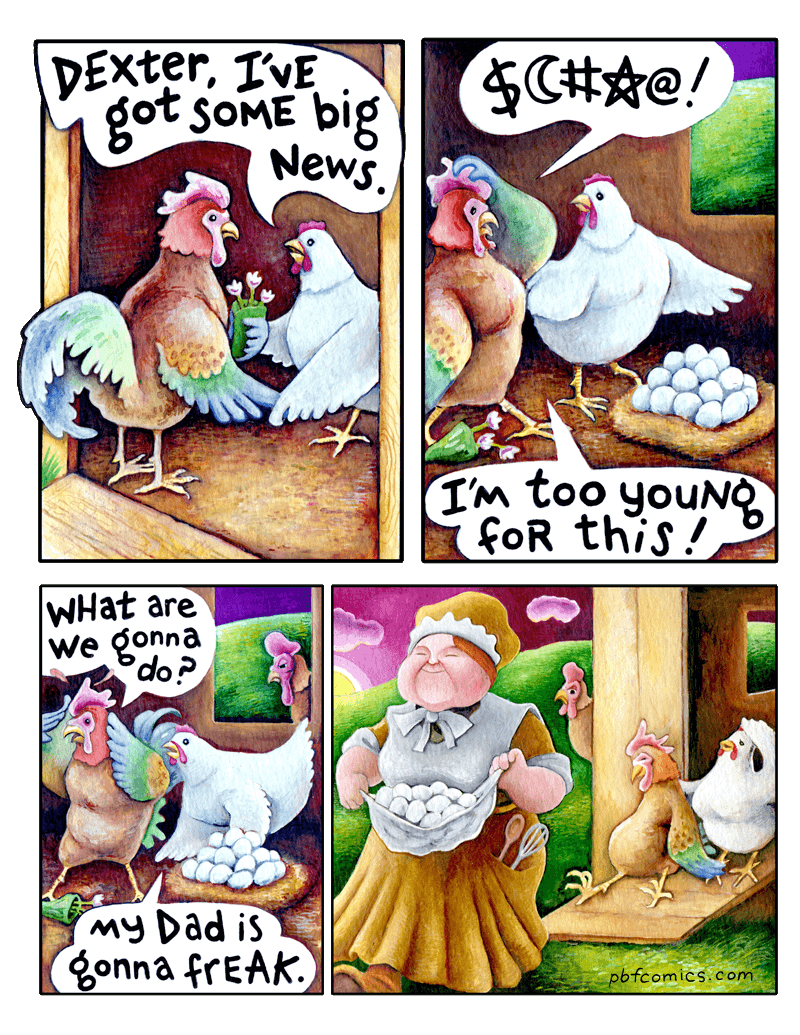 Dexter, I'VE
got SOME big
News.
$☾#☆@!
I'm too young
for this!
What are
we gonna
do?
my Dad is
gonna frEAK.
pbfcomics.com